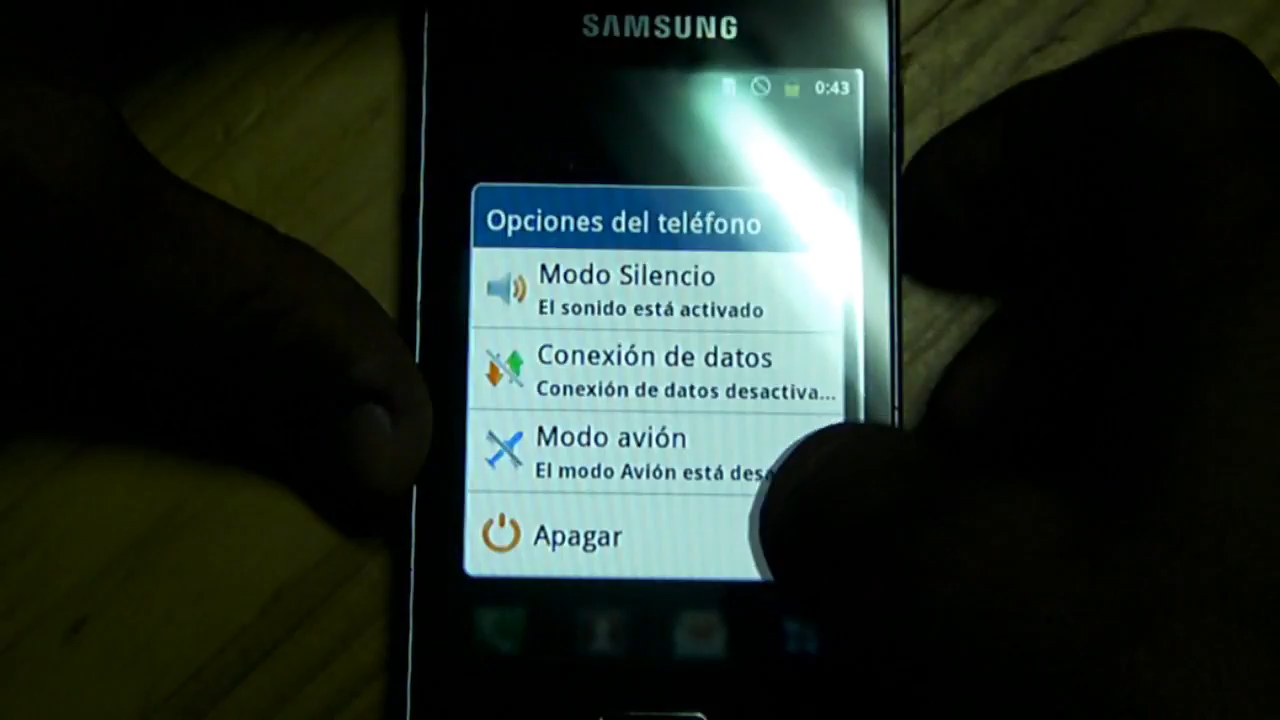 SAMSUNG
0:43
Opciones del teléfono
Modo Silencio
El sonido está activado
Conexión de datos
Conexión de datos desactiva...
Modo avión
El modo Avión está
Apagar